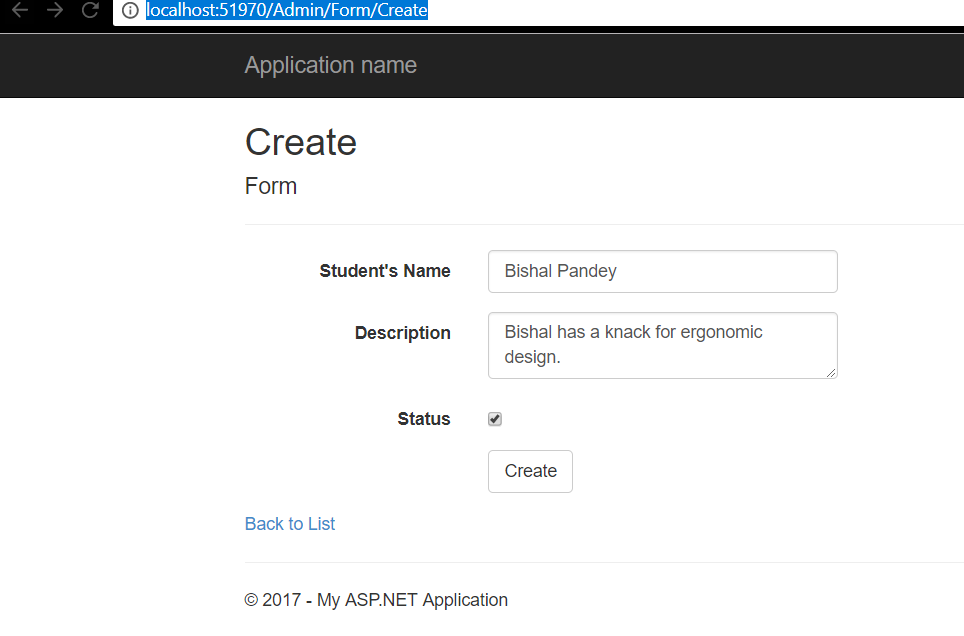 localhost:51970/Admin/Form/Create
Application name
Create
Form
Student's Name
Bishal Pandey
Description
Bishal has a knack for ergonomic
design.
Status
Create
Back to List
© 2017 - My ASP.NET Application